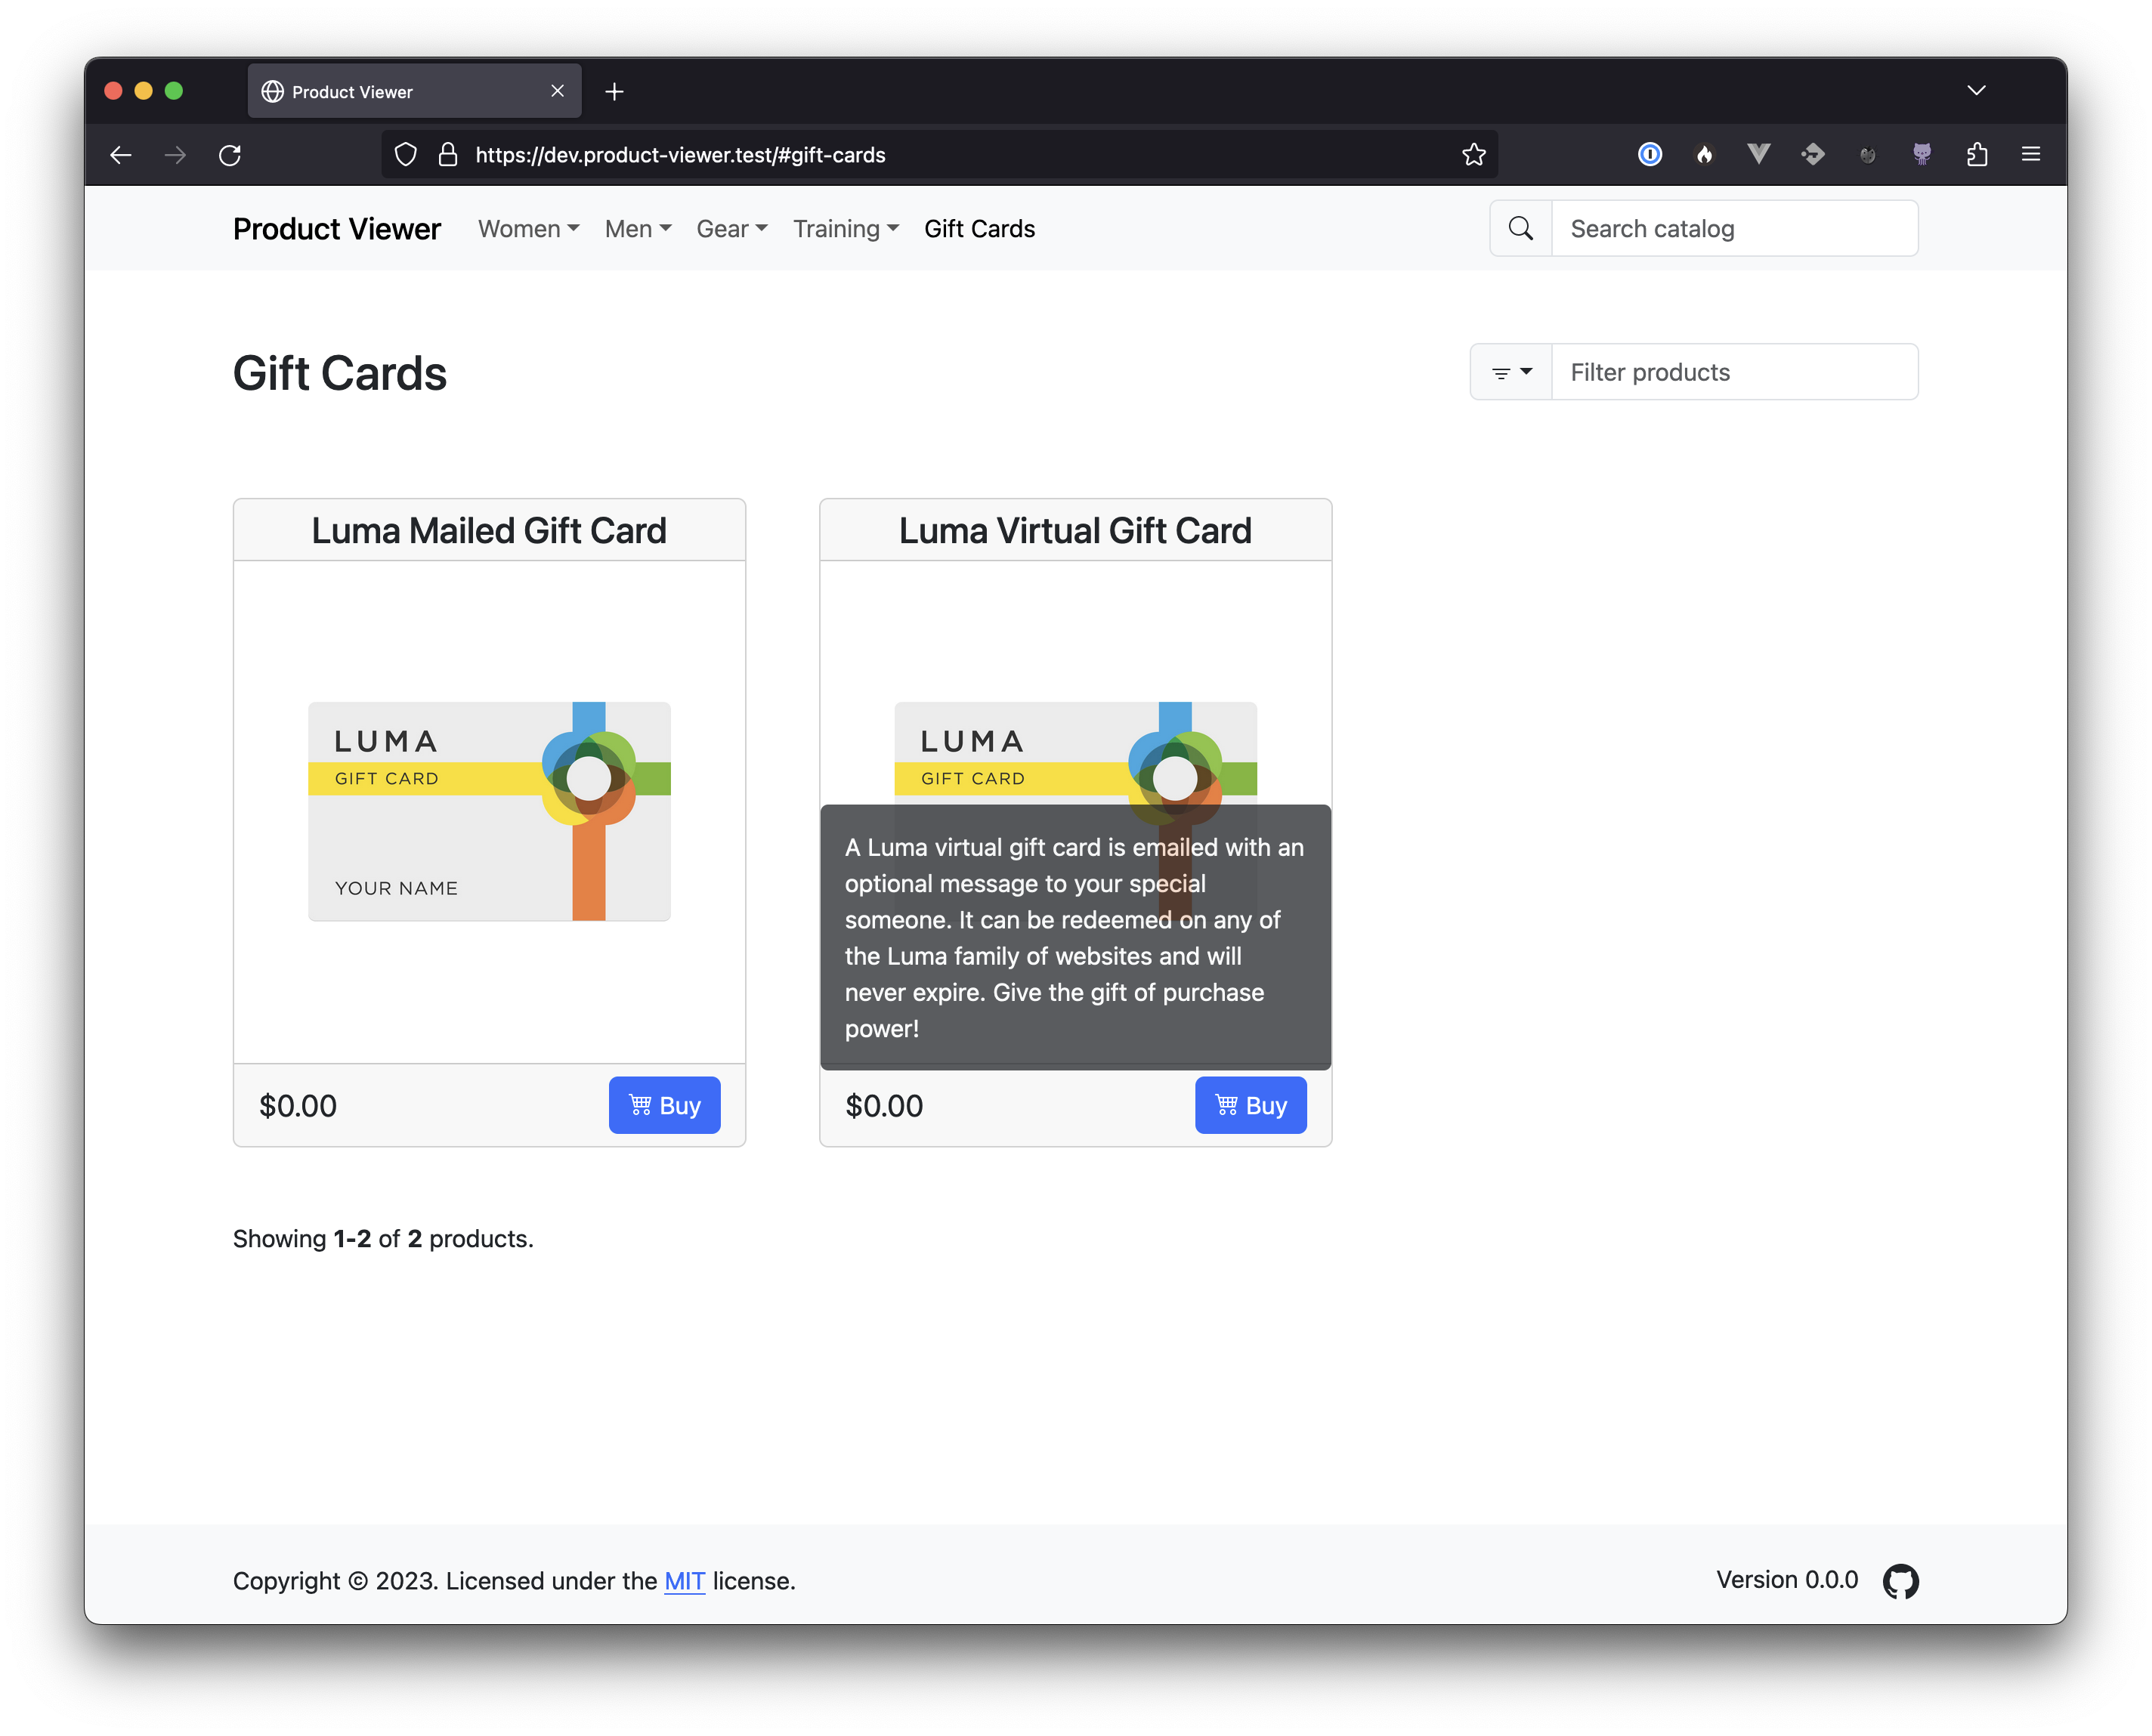 Product Viewer
https://dev.product-viewer.test/#gift-cards
Product Viewer Women Men Gear Training Gift Cards Search catalog
Gift Cards Filter products
Luma Mailed Gift Card
LUMA
GIFT CARD
YOUR NAME
$0.00 Buy
Luma Virtual Gift Card
LUMA
GIFT CARD
A Luma virtual gift card is emailed with an
optional message to your special
someone. It can be redeemed on any of
the Luma family of websites and will
never expire. Give the gift of purchase
power!
$0.00 Buy
Showing 1-2 of 2 products.
Copyright © 2023. Licensed under the MIT license. Version 0.0.0